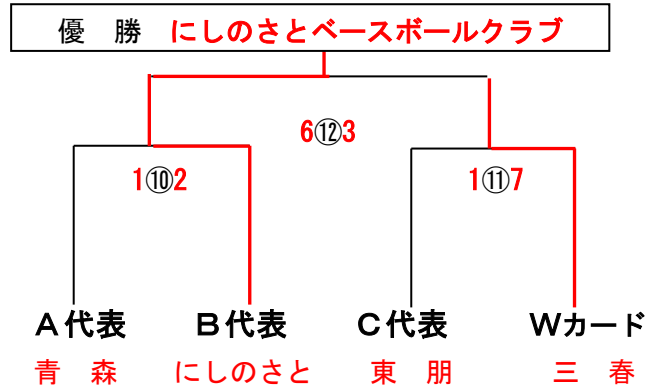 優　勝　にしのさとベースボールクラブ
6⑫3
1⑩2　1⑪7
A代表　B代表　C代表　Wカード
青　森　にしのさと　東　朋　三　春